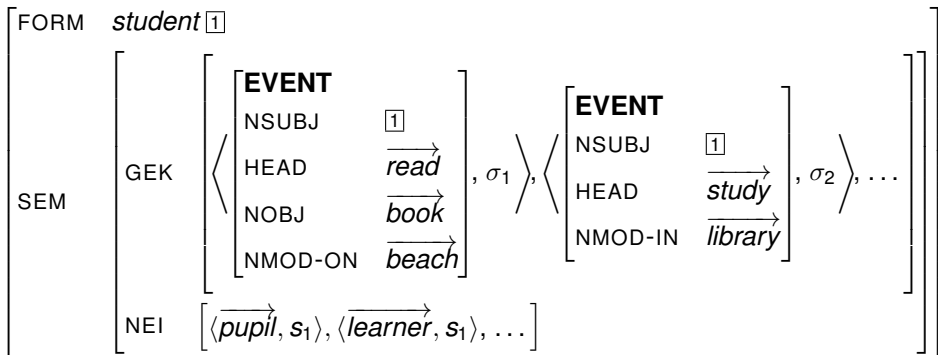 FORM student 1
SEM
GEK
EVENT
NSUBJ 1
HEAD read
NOBJ book
NMOD-ON beach
, σ1
EVENT
NSUBJ 1
HEAD study
NMOD-IN library
, σ2 , ...
NEI [⟨pupil, s1⟩, ⟨learner, s1⟩, ...]